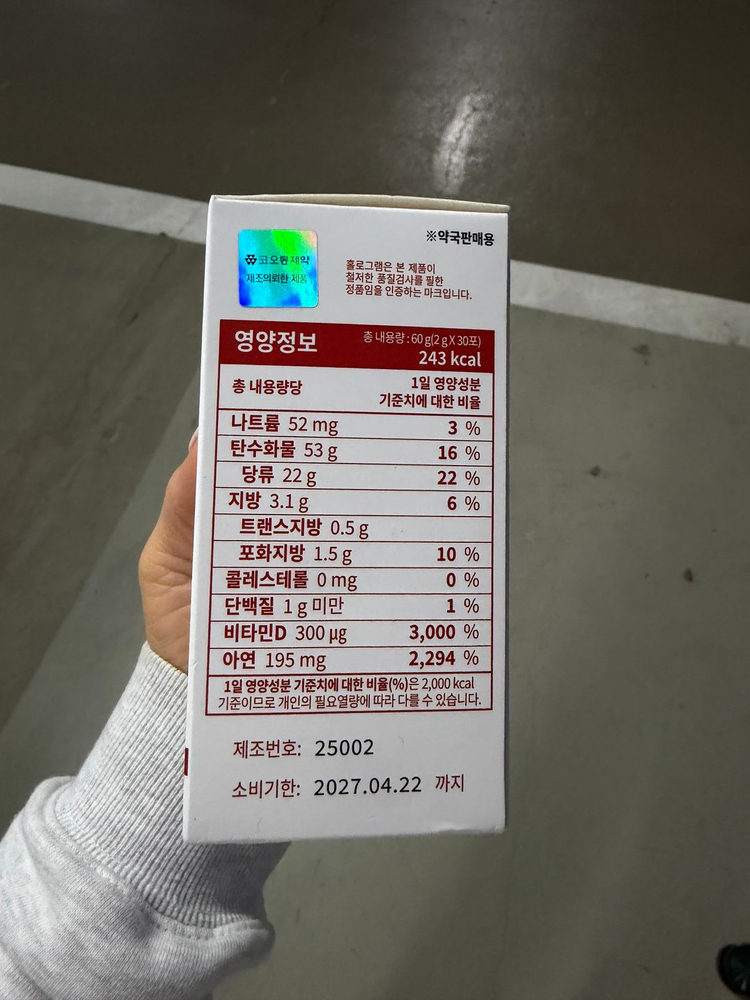 ※약국판매용
코오롱제약
제조의뢰한 제품
홀로그램은 본 제품이
철저한 품질검사를 필한
정품임을 인증하는 마크입니다.
영양정보
총 내용량 : 60 g(2 g X 30포)
243 kcal
총 내용량당
1일 영양성분
기준치에 대한 비율
나트륨 52 mg 3 %
탄수화물 53 g 16 %
당류 22 g 22 %
지방 3.1 g 6 %
트랜스지방 0.5 g
포화지방 1.5 g 10 %
콜레스테롤 0 mg 0 %
단백질 1 g 미만 1 %
비타민D 300 µg 3,000 %
아연 195 mg 2,294 %
1일 영양성분 기준치에 대한 비율(%)은 2,000 kcal
기준이므로 개인의 필요열량에 따라 다를 수 있습니다.
제조번호: 25002
소비기한: 2027.04.22 까지